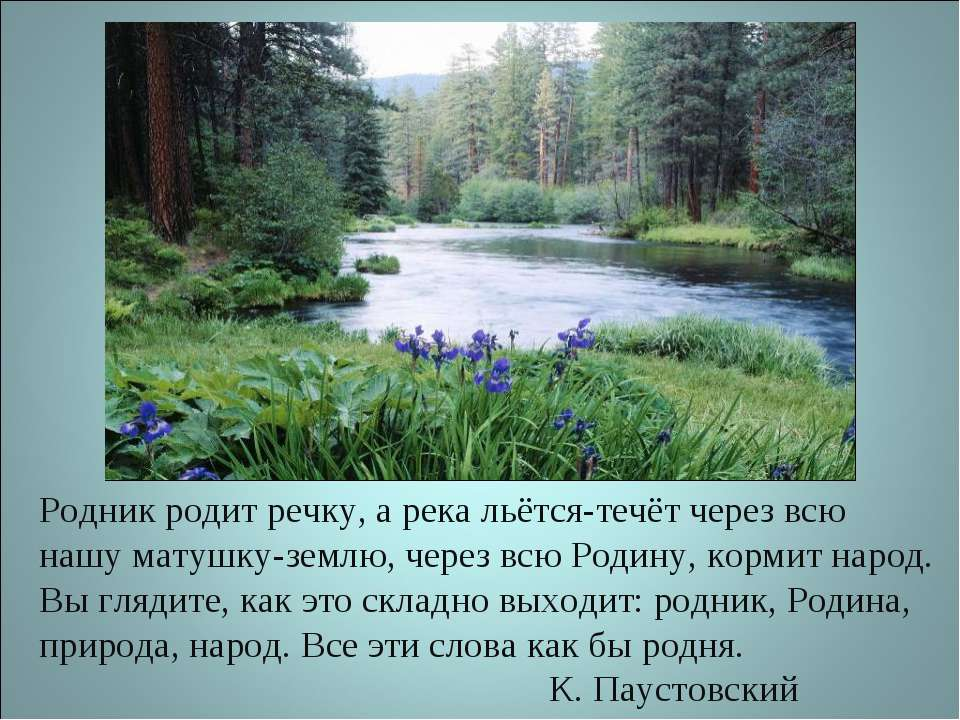 Родник родит речку, а река льётся-течёт через всю
нашу матушку-землю, через всю Родину, кормит народ.
Вы глядите, как это складно выходит: родник, Родина,
природа, народ. Все эти слова как бы родня.
К. Паустовский